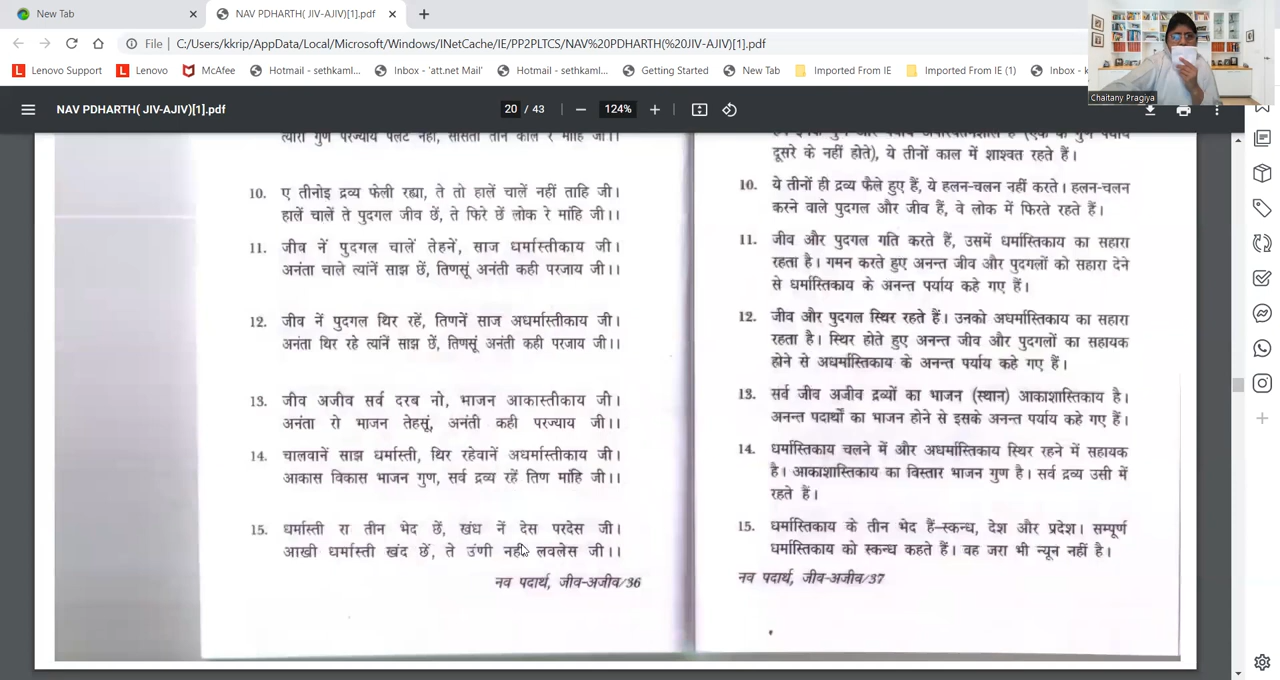 New Tab
NAV PDHARTH( JIV-AJIV)[1].pdf
File
C:/Users/kkrip/AppData/Local/Microsoft/Windows/INetCache/IE/PP2PLTCS/NAV%20PDHARTH(%20JIV-AJIV)[1].pdf
Lenovo Support
Lenovo
McAfee
Hotmail - sethkaml...
Inbox - 'att.net Mail'
Hotmail - sethkaml...
Getting Started
New Tab
Imported From IE
Imported From IE (1)
Inbox - k
Chaitany Pragiya
NAV PDHARTH( JIV-AJIV)[1].pdf
20 / 43
124%
त्यांरा गुण परज्याय पलटे नहीं, सासता तीन काल रे मांहि जी।।
10. ए तीनोइ द्रव्य फेली रह्या, ते तो हालें चालें नहीं ताहि जी।
हालें चालें ते पुदगल जीव छें, ते फिरे छें लोक रे मांहि जी।।
11. जीव नें पुदगल चालें तेहनें, साज धर्मास्तीकाय जी।
अनंता चाले त्यांनें साझ छें, तिणसूं अनंती कही परजाय जी।।
12. जीव नें पुदगल थिर रहें, तिणनें साज अधर्मास्तीकाय जी।
अनंता थिर रहे त्यांनें साझ छें, तिणसूं अनंती कही परजाय जी।।
13. जीव अजीव सर्व दरब नो, भाजन आकास्तीकाय जी।
अनंता रो भाजन तेहसूं, अनंती कही परज्याय जी।।
14. चालवानें साझ धर्मास्ती, थिर रहेवानें अधर्मास्तीकाय जी।
आकास विकास भाजन गुण, सर्व द्रव्य रहें तिण मांहि जी।।
15. धर्मास्ती रा तीन भेद छें, खंध नें देस परदेस जी।
आखी धर्मास्ती खंद छें, ते उंणी नहीं लवलेस जी।।
नव पदार्थ, जीव-अजीव/36
दूसरे के नहीं होते), ये तीनों काल में शाश्वत रहते हैं।
10. ये तीनों ही द्रव्य फैले हुए हैं, ये हलन-चलन नहीं करते। हलन-चलन
करने वाले पुदगल और जीव हैं, वे लोक में फिरते रहते हैं।
11. जीव और पुदगल गति करते हैं, उसमें धर्मास्तिकाय का सहारा
रहता है। गमन करते हुए अनन्त जीव और पुदगलों को सहारा देने
से धर्मास्तिकाय के अनन्त पर्याय कहे गए हैं।
12. जीव और पुदगल स्थिर रहते हैं। उनको अधर्मास्तिकाय का सहारा
रहता है। स्थिर होते हुए अनन्त जीव और पुदगलों का सहायक
होने से अधर्मास्तिकाय के अनन्त पर्याय कहे गए हैं।
13. सर्व जीव अजीव द्रव्यों का भाजन (स्थान) आकाशास्तिकाय है।
अनन्त पदार्थों का भाजन होने से इसके अनन्त पर्याय कहे गए हैं।
14. धर्मास्तिकाय चलने में और अधर्मास्तिकाय स्थिर रहने में सहायक
है। आकाशास्तिकाय का विस्तार भाजन गुण है। सर्व द्रव्य उसी में
रहते हैं।
15. धर्मास्तिकाय के तीन भेद हैं–स्कन्ध, देश और प्रदेश। सम्पूर्ण
धर्मास्तिकाय को स्कन्ध कहते हैं। वह जरा भी न्यून नहीं है।
नव पदार्थ, जीव-अजीव/37